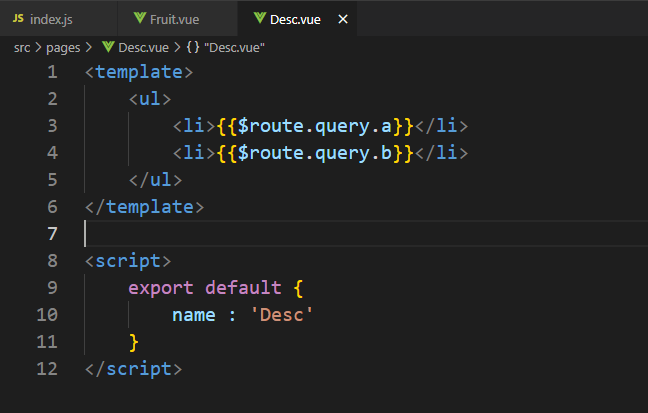 JS index.js Fruit.vue Desc.vue ×
src > pages > Desc.vue > {} "Desc.vue"
1 <template>
2     <ul>
3         <li>{{$route.query.a}}</li>
4         <li>{{$route.query.b}}</li>
5     </ul>
6 </template>
7
8 <script>
9     export default {
10         name : 'Desc'
11     }
12 </script>